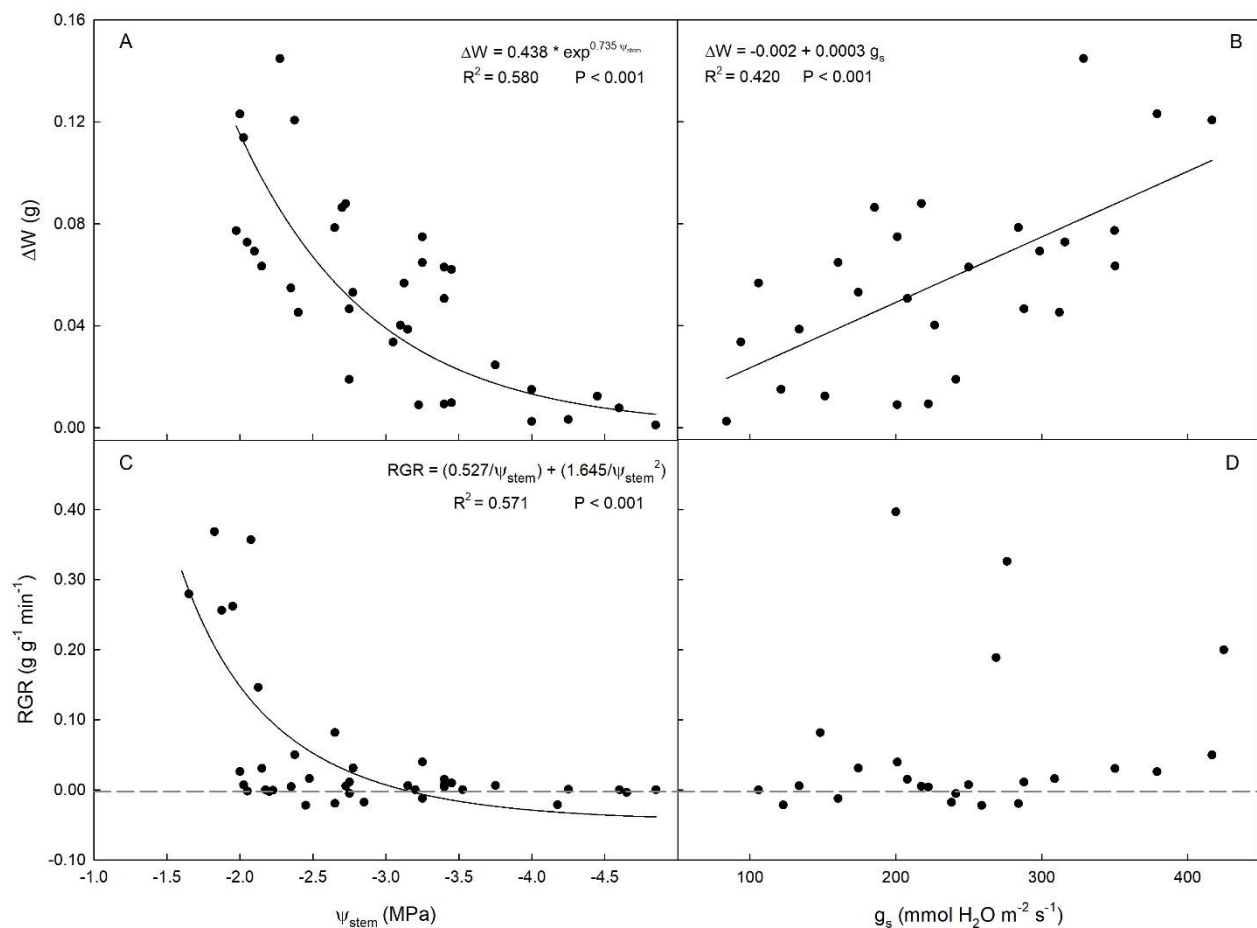 0.16
A
ΔW = 0.438 * exp^0.735 ψstem
R² = 0.580 P < 0.001
0.12
0.08
0.04
0.00
ΔW (g)
B
ΔW = -0.002 + 0.0003 gₛ
R² = 0.420 P < 0.001
C
RGR = (0.527/ψstem) + (1.645/ψstem²)
R² = 0.571 P < 0.001
0.40
0.30
0.20
0.10
0.00
-0.10
RGR (g g⁻¹ min⁻¹)
D
-1.0 -1.5 -2.0 -2.5 -3.0 -3.5 -4.0 -4.5
ψstem (MPa)
100 200 300 400
gₛ (mmol H₂O m⁻² s⁻¹)